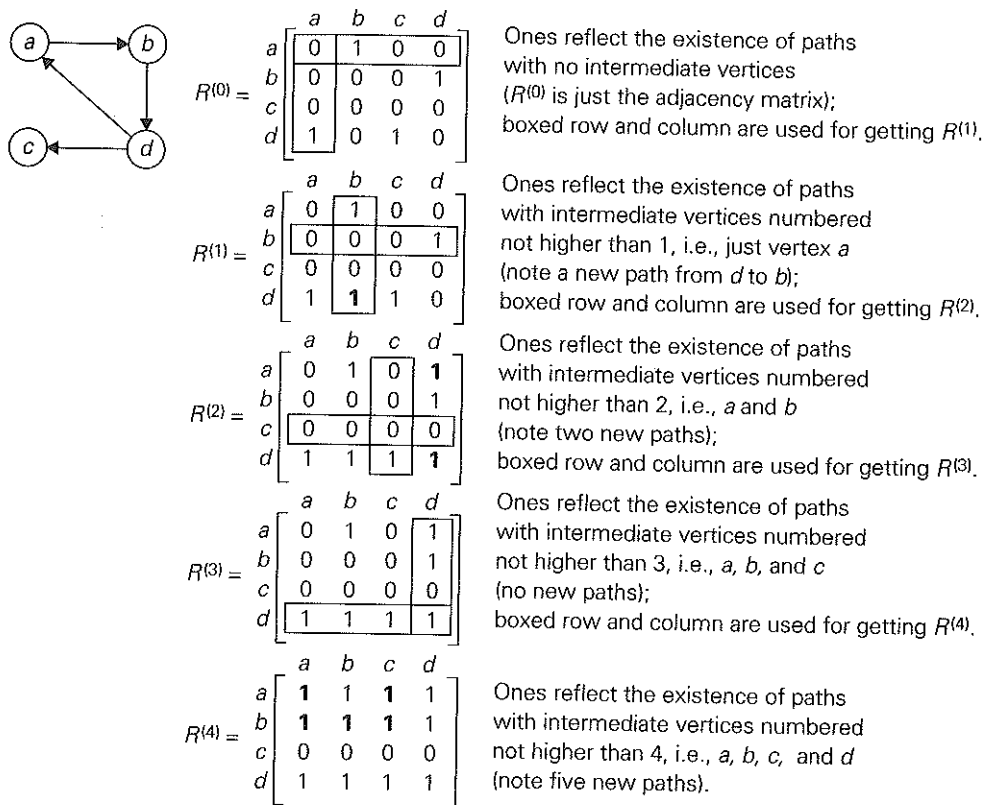 a b
c d
a b c d
a 0 1 0 0
b 0 0 0 1
R(0) =
c 0 0 0 0
d 1 0 1 0
Ones reflect the existence of paths
with no intermediate vertices
(R(0) is just the adjacency matrix);
boxed row and column are used for getting R(1).
a b c d
a 0 1 0 0
b 0 0 0 1
R(1) =
c 0 0 0 0
d 1 1 1 0
Ones reflect the existence of paths
with intermediate vertices numbered
not higher than 1, i.e., just vertex a
(note a new path from d to b);
boxed row and column are used for getting R(2).
a b c d
a 0 1 0 1
b 0 0 0 1
R(2) =
c 0 0 0 0
d 1 1 1 1
Ones reflect the existence of paths
with intermediate vertices numbered
not higher than 2, i.e., a and b
(note two new paths);
boxed row and column are used for getting R(3).
a b c d
a 0 1 0 1
b 0 0 0 1
R(3) =
c 0 0 0 0
d 1 1 1 1
Ones reflect the existence of paths
with intermediate vertices numbered
not higher than 3, i.e., a, b, and c
(no new paths);
boxed row and column are used for getting R(4).
a b c d
a 1 1 1 1
b 1 1 1 1
R(4) =
c 0 0 0 0
d 1 1 1 1
Ones reflect the existence of paths
with intermediate vertices numbered
not higher than 4, i.e., a, b, c, and d
(note five new paths).